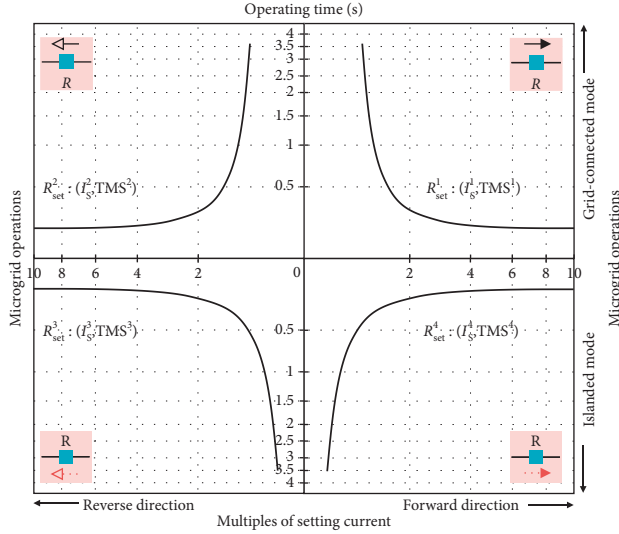 Operating time (s)
4
3.5
3
2.5
2
1
0.5
R
R
R²set : (I²S,TMS²)
R¹set : (I¹S,TMS¹)
Grid-connected mode
Microgrid operations
Microgrid operations
10 8 6 4 2 0 2 4 6 8 10
R³set : (I³S,TMS³)
R⁴set : (I⁴S,TMS⁴)
0.5
1
1.5
2
2.5
3
3.5
4
R
R
Islanded mode
Reverse direction
Forward direction
Multiples of setting current